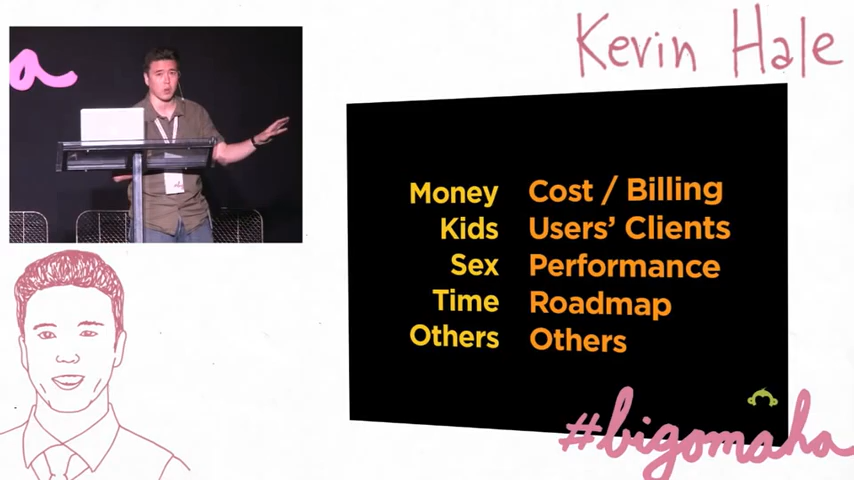 Kevin Hale
a
Money Cost / Billing
Kids Users' Clients
Sex Performance
Time Roadmap
Others Others
#bigomaha